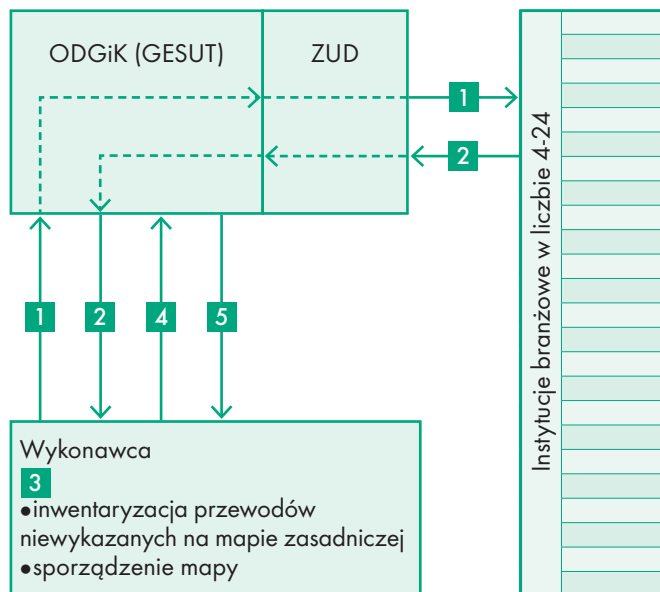 ODGiK (GESUT)
ZUD
1
2
Instytucje branżowe w liczbie 4-24
1
2
4
5
Wykonawca
3
•inwentaryzacja przewodów
niewykazanych na mapie zasadniczej
•sporządzenie mapy